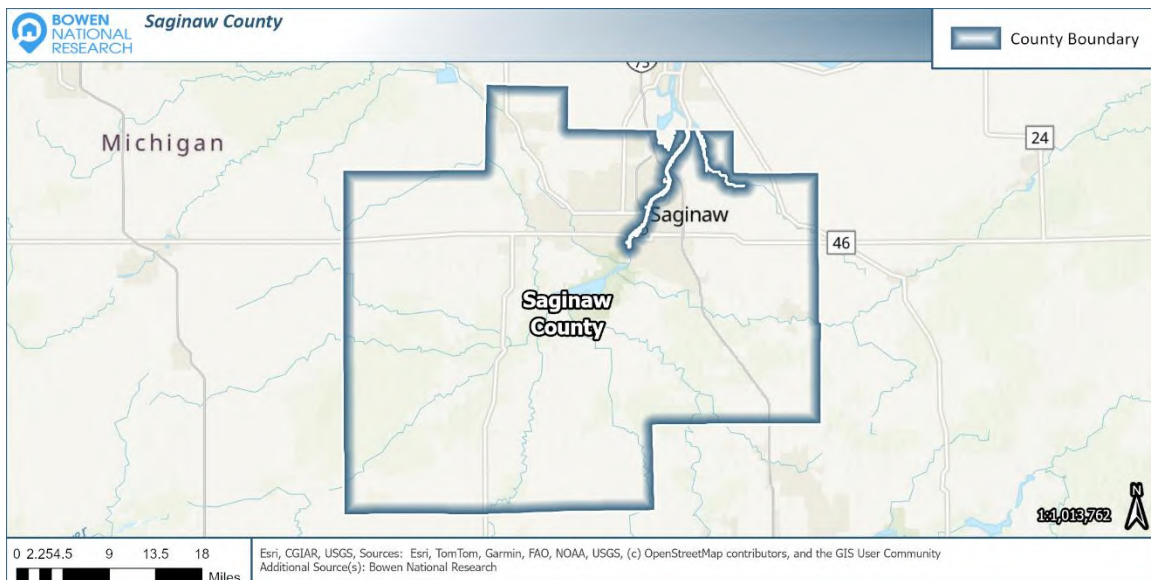 BOWEN
NATIONAL
RESEARCH
Saginaw County
County Boundary
75
Michigan
24
Saginaw
46
Saginaw
County
N
1:1,013,762
0 2.254.5 9 13.5 18
Miles
Esri, CGIAR, USGS, Sources: Esri, TomTom, Garmin, FAO, NOAA, USGS, (c) OpenStreetMap contributors, and the GIS User Community
Additional Source(s): Bowen National Research